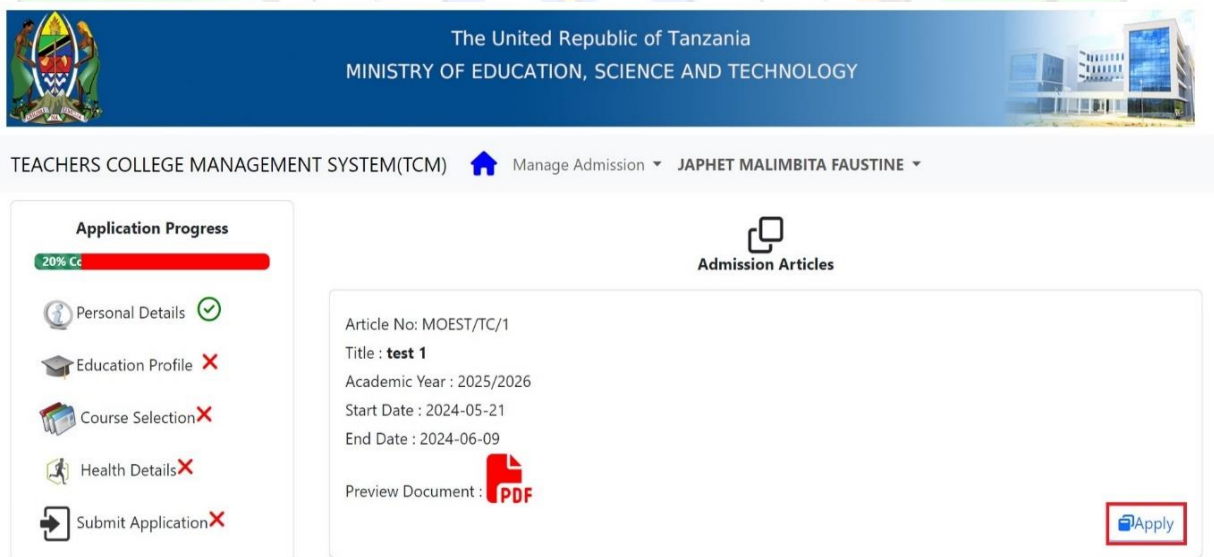 The United Republic of Tanzania
MINISTRY OF EDUCATION, SCIENCE AND TECHNOLOGY
TEACHERS COLLEGE MANAGEMENT SYSTEM(TCM) Manage Admission JAPHET MALIMBITA FAUSTINE
Application Progress
20% Co
Personal Details
Education Profile
Course Selection
Health Details
Submit Application
Admission Articles
Article No: MOEST/TC/1
Title : test 1
Academic Year : 2025/2026
Start Date : 2024-05-21
End Date : 2024-06-09
Preview Document : PDF
Apply